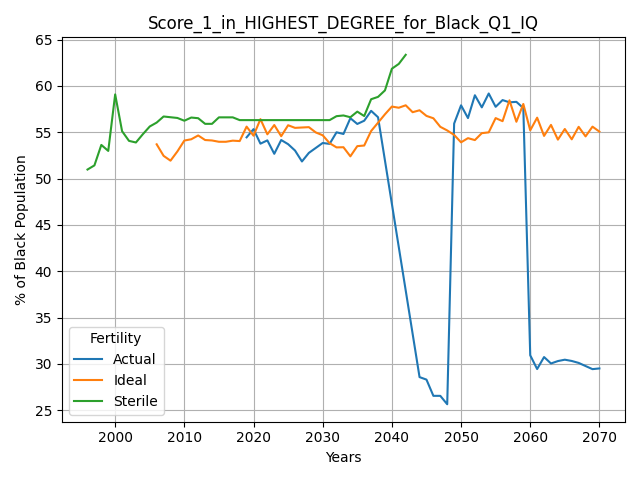 Score_1_in_HIGHEST_DEGREE_for_Black_Q1_IQ
65
60
55
50
45
40
35
30
25
% of Black Population
Fertility
Actual
Ideal
Sterile
2000 2010 2020 2030 2040 2050 2060 2070
Years